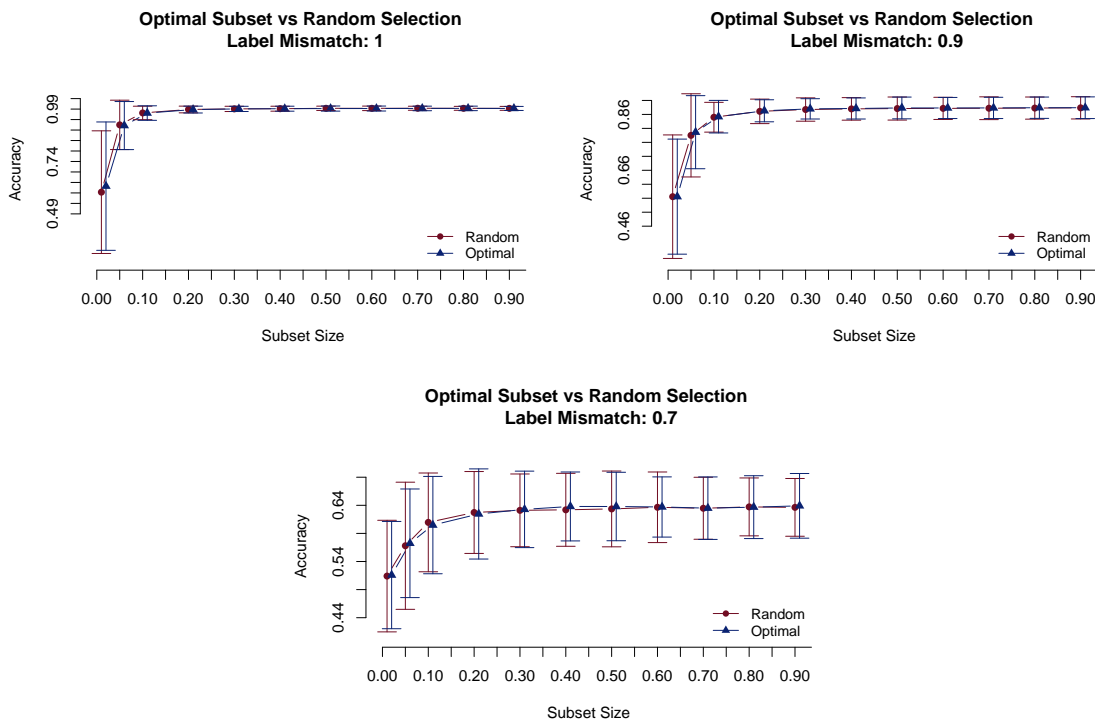 Optimal Subset vs Random Selection
Label Mismatch: 1
Accuracy
0.99
0.74
0.49
Random
Optimal
0.00 0.10 0.20 0.30 0.40 0.50 0.60 0.70 0.80 0.90
Subset Size
Optimal Subset vs Random Selection
Label Mismatch: 0.9
Accuracy
0.86
0.66
0.46
Random
Optimal
0.00 0.10 0.20 0.30 0.40 0.50 0.60 0.70 0.80 0.90
Subset Size
Optimal Subset vs Random Selection
Label Mismatch: 0.7
Accuracy
0.64
0.54
0.44
Random
Optimal
0.00 0.10 0.20 0.30 0.40 0.50 0.60 0.70 0.80 0.90
Subset Size